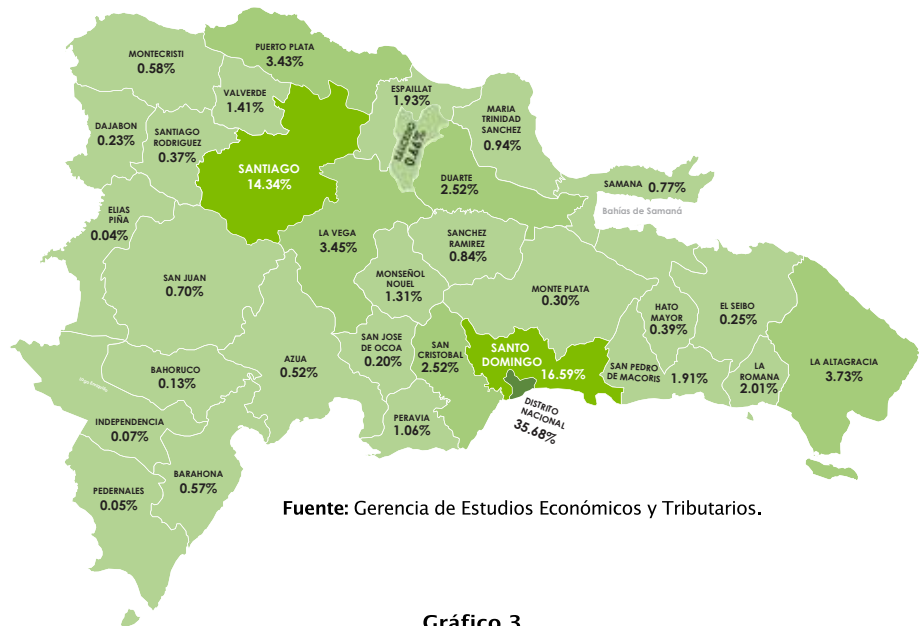 PUERTO PLATA
3.43%
MONTECRISTI
0.58%
VALVERDE
1.41%
ESPAILLAT
1.93%
MARIA
TRINIDAD
SANCHEZ
0.94%
DAJABON
0.23%
SANTIAGO
RODRIGUEZ
0.37%
SALCEDO
0.66%
SANTIAGO
14.34%
DUARTE
2.52%
SAMANA 0.77%
Bahías de Samaná
ELIAS
PIÑA
0.04%
LA VEGA
3.45%
SANCHEZ
RAMIREZ
0.84%
SAN JUAN
0.70%
MONSEÑOL
NOUEL
1.31%
MONTE PLATA
0.30%
HATO
MAYOR
0.39%
EL SEIBO
0.25%
SAN JOSE
DE OCOA
0.20%
SAN
CRISTOBAL
2.52%
SANTO
DOMINGO
16.59%
AZUA
0.52%
BAHORUCO
0.13%
SAN PEDRO
DE MACORIS
1.91%
LA
ROMANA
2.01%
LA ALTAGRACIA
3.73%
DISTRITO
NACIONAL
35.68%
PERAVIA
1.06%
INDEPENDENCIA
0.07%
BARAHONA
0.57%
PEDERNALES
0.05%
Fuente: Gerencia de Estudios Económicos y Tributarios.
Gráfico 3